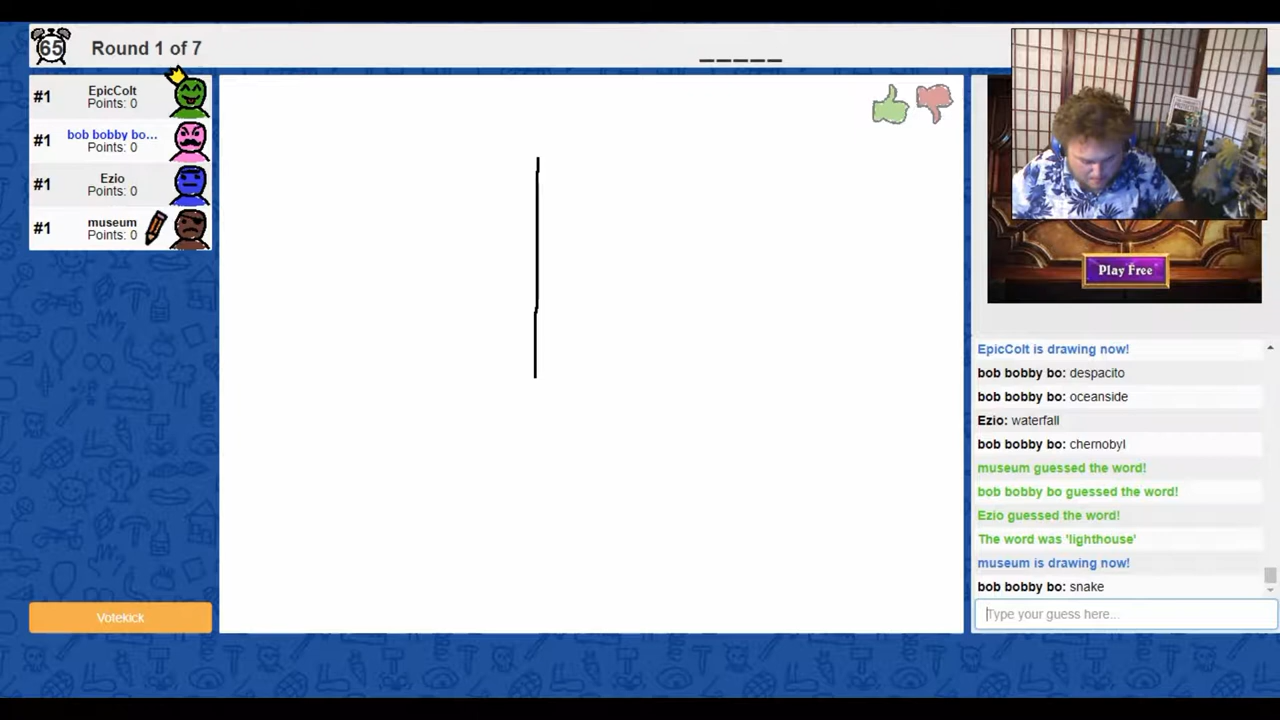 65
Round 1 of 7
_ _ _ _ _
#1
EpicColt
Points: 0
#1
bob bobby bo...
Points: 0
#1
Ezio
Points: 0
#1
museum
Points: 0
Votekick
Play Free
EpicColt is drawing now!
bob bobby bo: despacito
bob bobby bo: oceanside
Ezio: waterfall
bob bobby bo: chernobyl
museum guessed the word!
bob bobby bo guessed the word!
Ezio guessed the word!
The word was 'lighthouse'
museum is drawing now!
bob bobby bo: snake
Type your guess here...